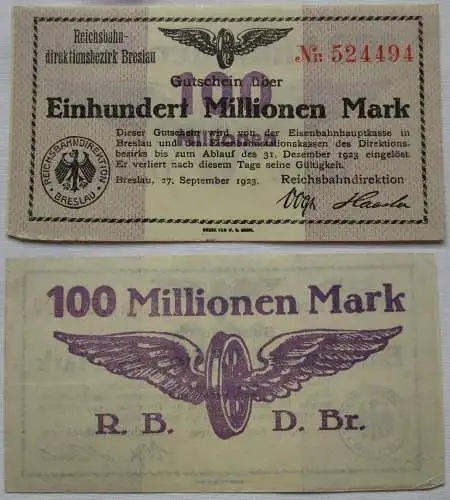 Reichsbahn-
direktionsbezirk Breslau
Nr. 524494
Gutschein über
Einhundert Millionen Mark
Dieser Gutschein wird von der Eisenbahnhauptkasse in
Breslau und den Eisenbahnstationskassen des Direktions-
bezirks bis zum Ablauf des 31. Dezember 1923 eingelöst
Er verliert nach diesem Tage seine Gültigkeit.
Breslau, 27. September 1923. Reichsbahndirektion
REICHSBAHNDIREKTION
BRESLAU
100 Millionen Mark
R. B. D. Br.